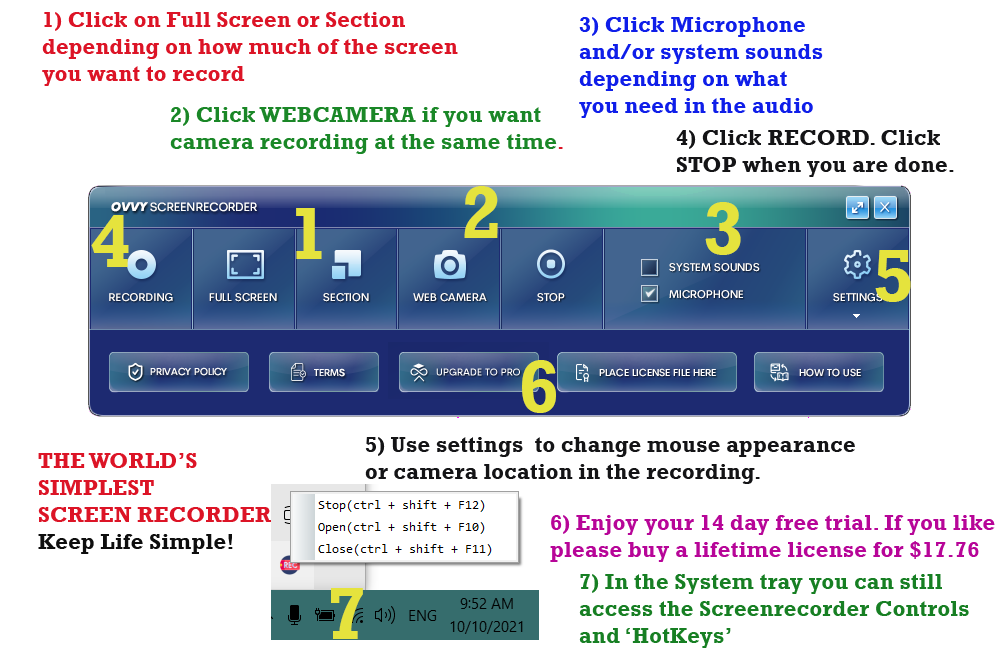 1) Click on Full Screen or Section
depending on how much of the screen
you want to record
3) Click Microphone
and/or system sounds
depending on what
you need in the audio
2) Click WEBCAMERA if you want
camera recording at the same time.
4) Click RECORD. Click
STOP when you are done.
OVVY SCREENRECORDER
4
1
2
3
5
RECORDING
FULL SCREEN
SECTION
WEB CAMERA
STOP
SYSTEM SOUNDS
MICROPHONE
SETTINGS
PRIVACY POLICY
TERMS
UPGRADE TO PRO
6
PLACE LICENSE FILE HERE
HOW TO USE
5) Use settings to change mouse appearance
or camera location in the recording.
THE WORLD'S
SIMPLEST
SCREEN RECORDER
Keep Life Simple!
Stop(ctrl + shift + F12)
Open(ctrl + shift + F10)
Close(ctrl + shift + F11)
REC
7
ENG
9:52 AM
10/10/2021
6) Enjoy your 14 day free trial. If you like
please buy a lifetime license for $17.76
7) In the System tray you can still
access the Screenrecorder Controls
and ‘HotKeys’